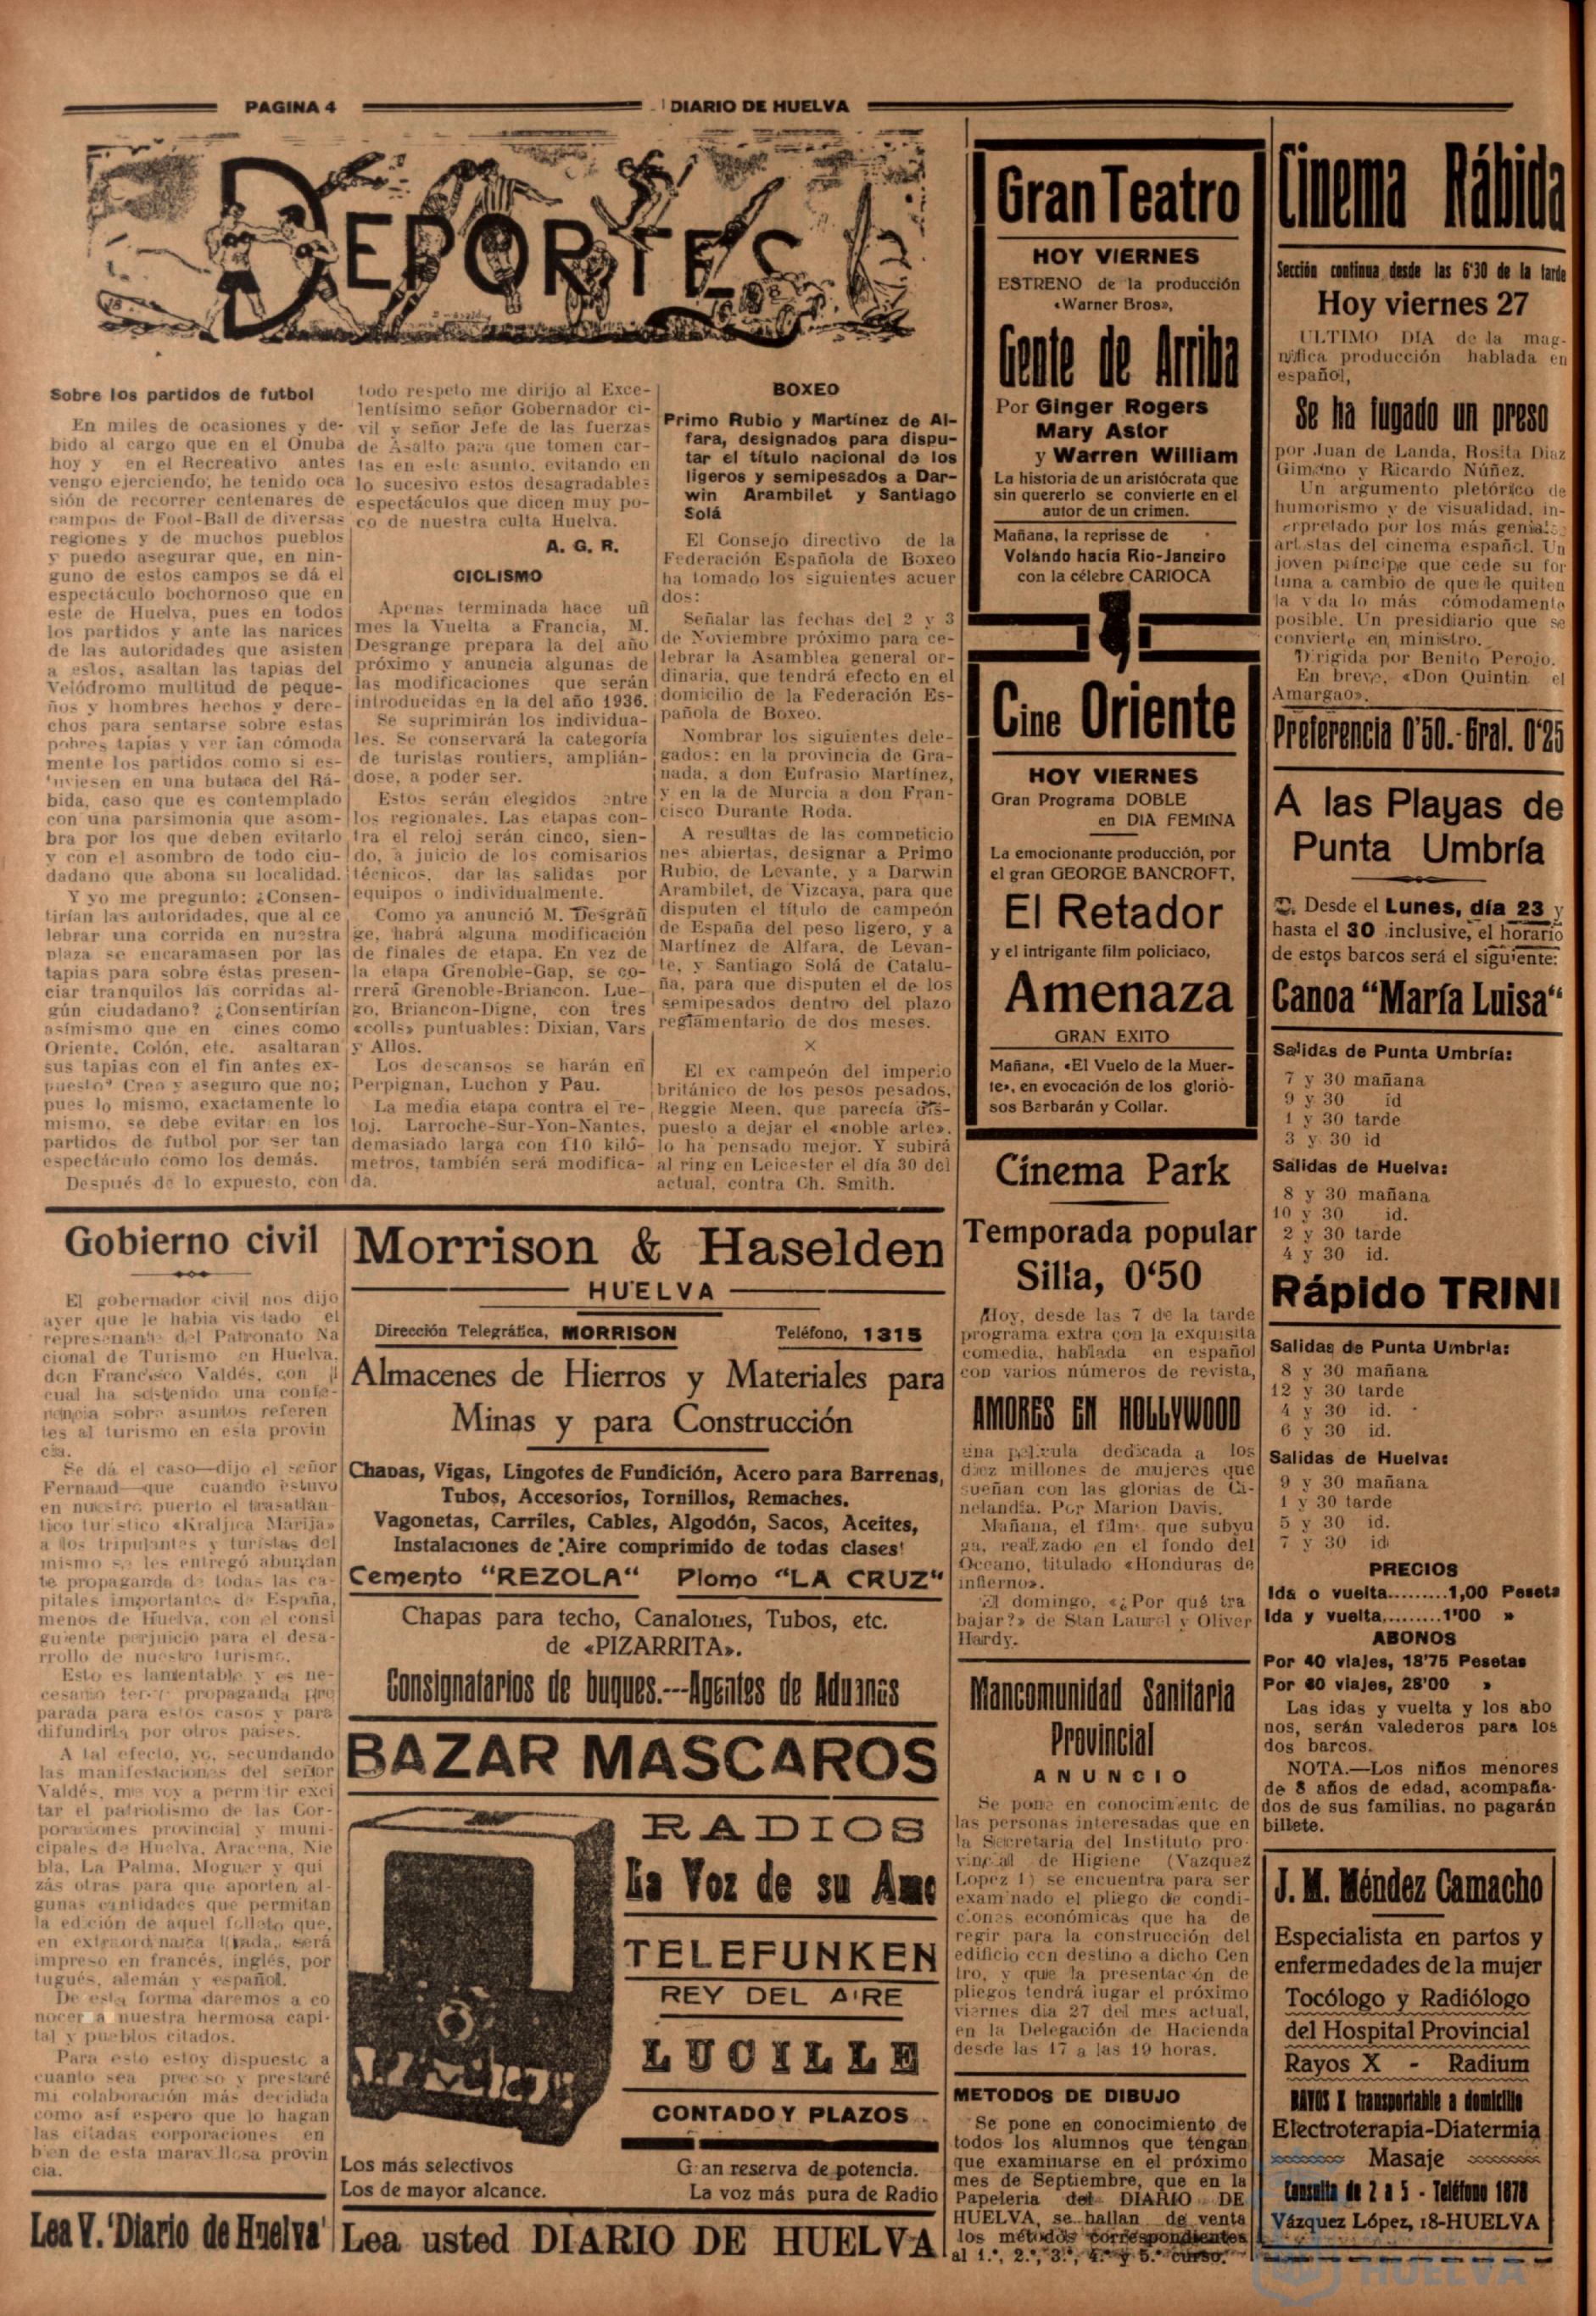 PAGINA 4
DIARIO DE HUELVA
DEPORTES
Sobre los partidos de futbol
En miles de ocasiones y de-
bido al cargo que en el Onuba
hoy y en el Recreativo antes
vengo ejerciendo, he tenido oca
sión de recorrer centenares de
campos de Foot-Ball de diversas
regiones y de muchos pueblos
y puedo asegurar que, en nin-
guno de estos campos se dá el
espectáculo bochornoso que en
este de Huelva, pues en todos
los partidos y ante las narices
de las autoridades que asisten
a estos, asaltan las tapias del
Velódromo multitud de peque-
ños y hombres hechos y dere-
chos para sentarse sobre estas
pobres tapias y ver tan cómoda
mente los partidos como si es-
tuviesen en una butaca del Rá-
bida, caso que es contemplado
con una parsimonia que asom-
bra por los que deben evitarlo
y con el asombro de todo ciu-
dadano que abona su localidad.
Y yo me pregunto: ¿Consen-
tirían las autoridades, que al ce
lebrar una corrida en nuestra
plaza se encaramasen por las
tapias para sobre éstas presen-
ciar tranquilos las corridas al-
gún ciudadano? ¿Consentirían
asímismo que en cines como
Oriente, Colón, etc. asaltaran
sus tapias con el fin antes ex-
puesto? Creo y aseguro que no;
pues lo mismo, exactamente lo
mismo, se debe evitar en los
partidos de futbol por ser tan
espectáculo como los demás.
Después de lo expuesto, con
todo respeto me dirijo al Exce-
lentísimo señor Gobernador ci-
vil y señor Jefe de las fuerzas
de Asalto para que tomen car-
tas en este asunto, evitando en
lo sucesivo estos desagradables
espectáculos que dicen muy po-
co de nuestra culta Huelva.
A. G. R.
CICLISMO
Apenas terminada hace un
mes la Vuelta a Francia, M.
Desgrange prepara la del año
próximo y anuncia algunas de
las modificaciones que serán
introducidas en la del año 1936.
Se suprimirán los individua-
les. Se conservará la categoría
de turistas routiers, amplián-
dose, a poder ser.
Estos serán elegidos entre
los regionales. Las etapas con-
tra el reloj serán cinco, sien-
do, a juicio de los comisarios
técnicos, dar las salidas por
equipos o individualmente.
Como ya anunció M. Desgrañ
ge, habrá alguna modificación
de finales de etapa. En vez de
la etapa Grenoble-Gap, se co-
rrerá Grenoble-Briancon. Lue-
go, Briancon-Digne, con tres
«colls» puntuables: Dixian, Vars
y Allos.
Los descansos se harán en
Perpignan, Luchon y Pau.
La media etapa contra el re-
loj. Larroche-Sur-Yon-Nantes,
demasiado larga con 110 kiló-
metros, también será modifica-
da.
BOXEO
Primo Rubio y Martínez de Al-
fara, designados para dispu-
tar el título nacional de los
ligeros y semipesados a Dar-
win Arambilet y Santiago
Solá
El Consejo directivo de la
Federación Española de Boxeo
ha tomado los siguientes acuer
dos:
Señalar las fechas del 2 y 3
de Noviembre próximo para ce-
lebrar la Asamblea general or-
dinaria, que tendrá efecto en el
domicilio de la Federación Es-
pañola de Boxeo.
Nombrar los siguientes dele-
gados: en la provincia de Gra-
nada, a don Eufrasio Martínez,
y en la de Murcia a don Fran-
cisco Durante Roda.
A resultas de las competicio
nes abiertas, designar a Primo
Rubio, de Levante, y a Darwin
Arambilet, de Vizcaya, para que
disputen el título de campeón
de España del peso ligero, y a
Martínez de Alfara, de Levan-
te, y Santiago Solá de Catalu-
ña, para que disputen el de los
semipesados dentro del plazo
reglamentario de dos meses.
×
El ex campeón del imperio
británico de los pesos pesados,
Reggie Meen, que parecía dis-
puesto a dejar el «noble arte»,
lo ha pensado mejor. Y subirá
al ring en Leicester el día 30 del
actual, contra Ch. Smith.
Gran Teatro
HOY VIERNES
ESTRENO de la producción
«Warner Bros»,
Gente de Arriba
Por Ginger Rogers
Mary Astor
y Warren William
La historia de un aristócrata que
sin quererlo se convierte en el
autor de un crimen.
Mañana, la reprisse de
Volando hacia Rio-Janeiro
con la célebre CARIOCA
Cine Oriente
HOY VIERNES
Gran Programa DOBLE
en DIA FEMINA
La emocionante producción, por
el gran GEORGE BANCROFT,
El Retador
y el intrigante film policiaco,
Amenaza
GRAN EXITO
Mañana, «El Vuelo de la Muer-
te», en evocación de los glorio-
sos Barbarán y Collar.
Cinema Park
Temporada popular
Silla, 0'50
Hoy, desde las 7 de la tarde
programa extra con la exquisita
comedia, hablada en español
con varios números de revista,
AMORES EN HOLLYWOOD
una película dedicada a los
diez millones de mujeres que
sueñan con las glorias de Ci-
nelandia. Por Marion Davis.
Mañana, el film que subyu
ga, realizado en el fondo del
Oceano, titulado «Honduras de
infierno».
El domingo, «¿Por qué tra
bajar?» de Stan Laurel y Oliver
Hardy.
Mancomunidad Sanitaria
Provincial
ANUNCIO
Se pone en conocimiento de
las personas interesadas que en
la Secretaria del Instituto pro-
vincial de Higiene (Vazquez
Lopez 1) se encuentra para ser
examinado el pliego de condi-
ciones económicas que ha de
regir para la construcción del
edificio con destino a dicho Cen
tro, y que la presentación de
pliegos tendrá lugar el próximo
viernes dia 27 del mes actual,
en la Delegación de Hacienda
desde las 17 a las 19 horas.
METODOS DE DIBUJO
Se pone en conocimiento de
todos los alumnos que tengan
que examinarse en el próximo
mes de Septiembre, que en la
Papeleria del DIARIO DE
HUELVA, se hallan de venta
los métodos correspondientes
al 1.º, 2.º, 3.º, 4.º y 5.º curso.
Cinema Rábida
Sección continua desde las 6'30 de la tarde
Hoy viernes 27
ULTIMO DIA de la mag-
nífica producción hablada en
español,
Se ha fugado un preso
por Juan de Landa, Rosita Diaz
Gimeno y Ricardo Núñez.
Un argumento pletórico de
humorismo y de visualidad, in-
terpretado por los más geniales
artistas del cinema español. Un
joven príncipe que cede su for
tuna a cambio de que le quiten
la vida lo más cómodamente
posible. Un presidiario que se
convierte en ministro.
Dirigida por Benito Perojo.
En breve, «Don Quintin el
Amargao».
Preferencia 0'50.-Gral. 0'25
A las Playas de
Punta Umbría
Desde el Lunes, día 23 y
hasta el 30 inclusive, el horario
de estos barcos será el siguiente:
Canoa "María Luisa"
Salidas de Punta Umbría:
7 y 30 mañana
9 y 30 id
1 y 30 tarde
3 y 30 id
Salidas de Huelva:
8 y 30 mañana
10 y 30 id.
2 y 30 tarde
4 y 30 id.
Rápido TRINI
Salidas de Punta Umbría:
8 y 30 mañana
12 y 30 tarde
4 y 30 id.
6 y 30 id.
Salidas de Huelva:
9 y 30 mañana
1 y 30 tarde
5 y 30 id.
7 y 30 id
PRECIOS
Ida o vuelta.........1,00 Peseta
Ida y vuelta,.......1'00 »
ABONOS
Por 40 viajes, 18'75 Pesetas
Por 60 viajes, 28'00 »
Las idas y vuelta y los abo
nos, serán valederos para los
dos barcos.
NOTA.—Los niños menores
de 8 años de edad, acompaña-
dos de sus familias. no pagarán
billete.
J. M. Méndez Camacho
Especialista en partos y
enfermedades de la mujer
Tocólogo y Radiólogo
del Hospital Provincial
Rayos X - Radium
RAYOS X transportable a domicilio
Electroterapia-Diatermia
Masaje
Consulta de 2 a 5 - Teléfono 1878
Vázquez López, 18-HUELVA
Gobierno civil
El gobernador civil nos dijo
ayer que le habia visitado el
representante del Patronato Na
cional de Turismo en Huelva,
don Francisco Valdés, con el
cual ha sostenido una confe-
rencia sobre asuntos referen
tes al turismo en esta provin
cia.
Se dá el caso—dijo el señor
Fernaud—que cuando estuvo
en nuestro puerto el trasatlán-
tico turistico «Kraljica Marija»
a los tripulantes y turistas del
mismo se les entregó abundan
te propaganda de todas las ca-
pitales importantes de España,
menos de Huelva, con el consi
guiente perjuicio para el desa-
rrollo de nuestro turismo.
Esto es lamentable y es ne-
cesario tener propaganda pre
parada para estos casos y para
difundirla por otros paises.
A tal efecto, yo, secundando
las manifestaciones del señor
Valdés, me voy a permitir exci
tar el patriotismo de las Cor-
poraciones provincial y muni-
cipales de Huelva, Aracena, Nie
bla, La Palma, Moguer y qui
zás otras para que aporten al-
gunas cantidades que permitan
la edición de aquel folleto que,
en extraordinaria tirada, será
impreso en francés, inglés, por
tugués, alemán y español.
De esta forma daremos a co
nocer a nuestra hermosa capi-
tal y pueblos citados.
Para esto estoy dispuesto a
cuanto sea preciso y prestaré
mi colaboración más decidida
como así espero que lo hagan
las citadas corporaciones en
bien de esta maravillosa provin
cia.
Lea V. 'Diario de Huelva'
Morrison & Haselden
HUELVA
Dirección Telegráfica, MORRISON Teléfono, 1315
Almacenes de Hierros y Materiales para
Minas y para Construcción
Chapas, Vigas, Lingotes de Fundición, Acero para Barrenas,
Tubos, Accesorios, Tornillos, Remaches.
Vagonetas, Carriles, Cables, Algodón, Sacos, Aceites,
Instalaciones de Aire comprimido de todas clases
Cemento "REZOLA" Plomo "LA CRUZ"
Chapas para techo, Canalones, Tubos, etc.
de «PIZARRITA».
Consignatarios de buques.---Agentes de Aduanas
BAZAR MASCAROS
RADIOS
La Voz de su Amo
TELEFUNKEN
REY DEL AIRE
LUCILLE
CONTADO Y PLAZOS
Los más selectivos
Los de mayor alcance.
Gran reserva de potencia.
La voz más pura de Radio
Lea usted DIARIO DE HUELVA
HUELVA